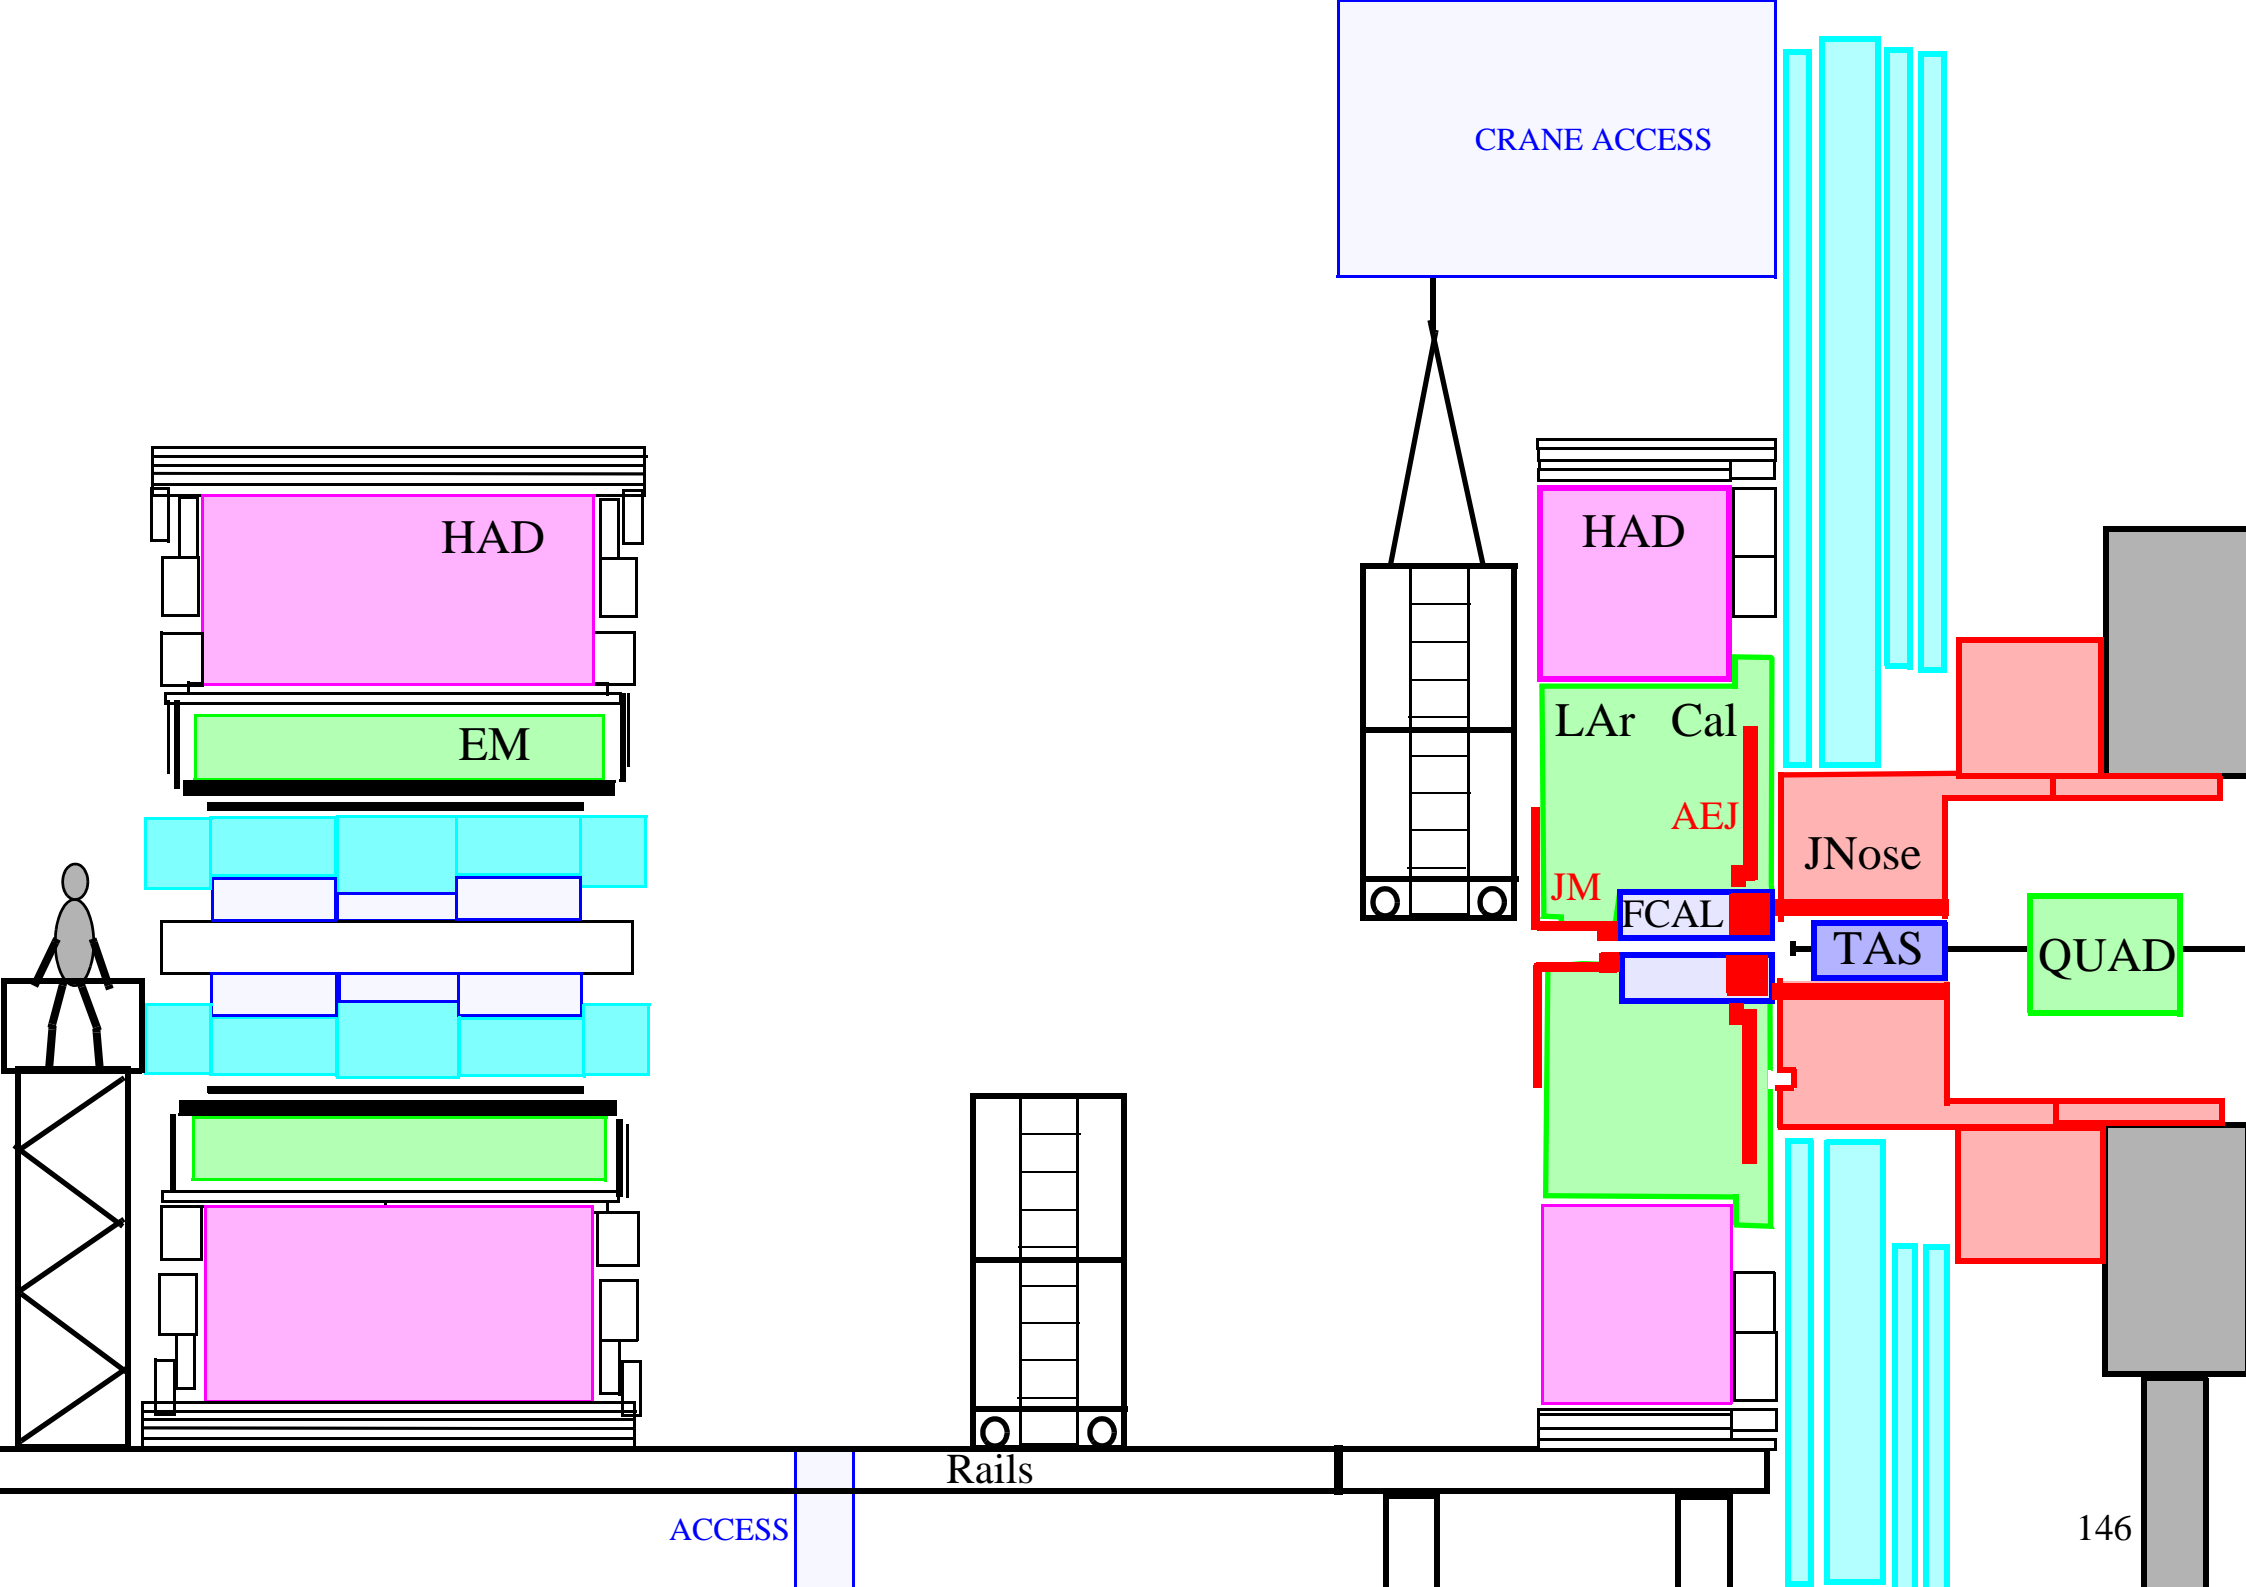 CRANE ACCESS
HAD
HAD
EM
LAr Cal
AEJ
JNose
JM
FCAL
TAS
QUAD
Rails
ACCESS
146